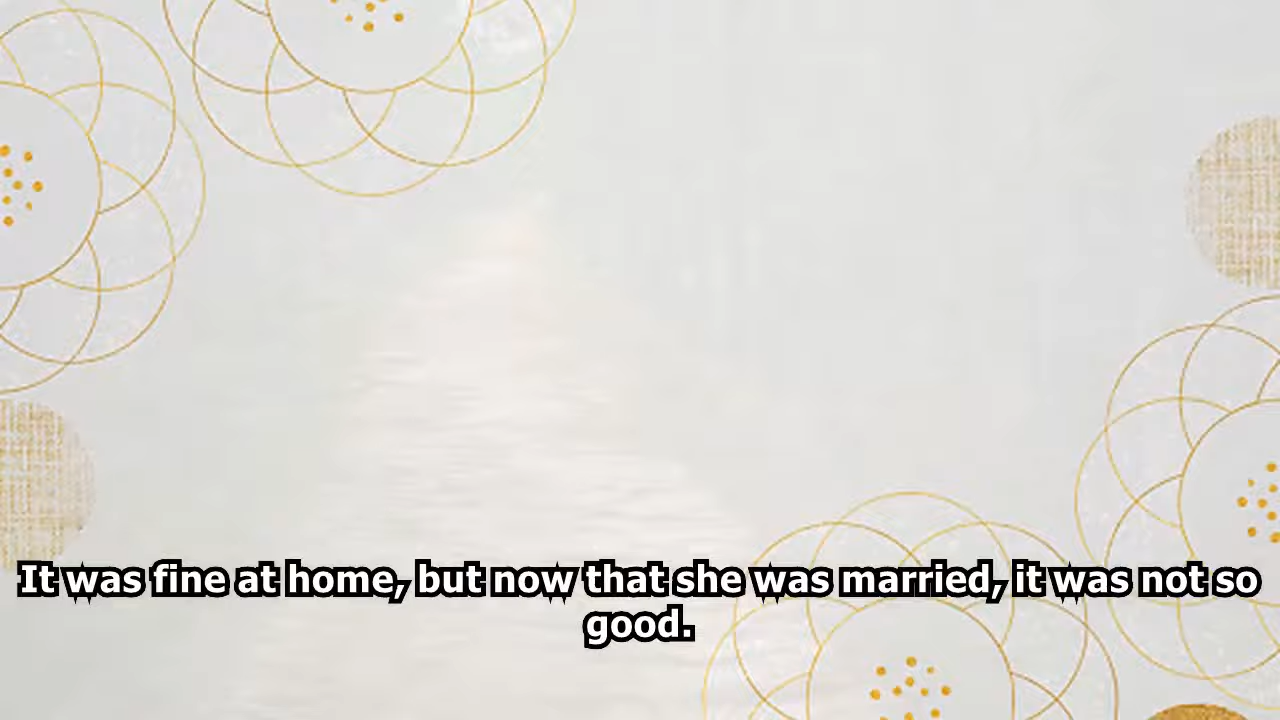 It was fine at home, but now that she was married, it was not so
good.